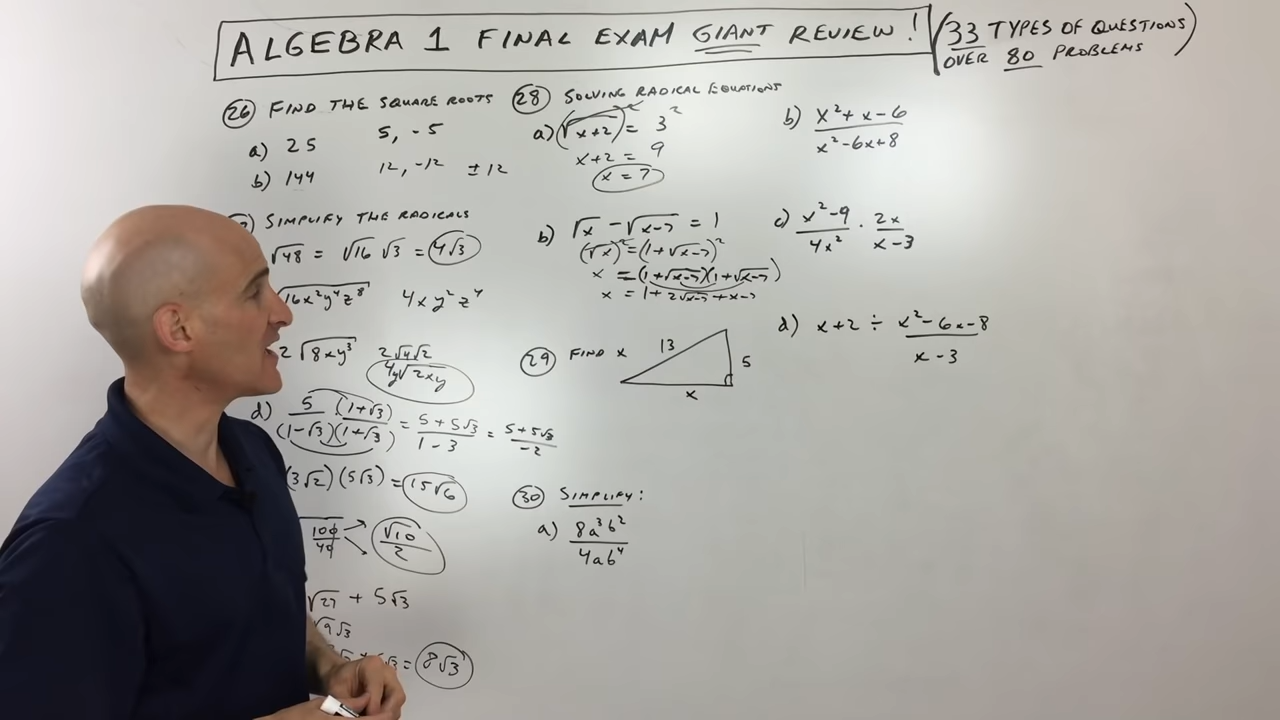 ALGEBRA 1 FINAL EXAM GIANT REVIEW! (33 TYPES OF QUESTIONS
OVER 80 PROBLEMS)
26 FIND THE SQUARE ROOTS
a) 25 5, -5
b) 144 12, -12 ±12
SIMPLIFY THE RADICALS
√48 = √16 √3 = 4√3
√16x²y⁴z⁸ 4xy²z⁴
2√8xy³ 2√4√2
4y√2xy
d) 5/(1-√3) (1+√3)/(1+√3) = (5+5√3)/(1-3) = (5+5√3)/-2
(3√2)(5√3) = 15√6
100/40 √10/2
√27 + 5√3
√9√3
= 8√3
28 SOLVING RADICAL EQUATIONS
a) (√x+2)² = 3²
x+2 = 9
x = 7
b) √x - √x-7 = 1
(√x)² = (1+√x-7)²
x = (1+√x-7)(1+√x-7)
x = 1+2√x-7+x-7
29 FIND x 13
5
x
30 SIMPLIFY:
a) 8a³b²/4ab⁴
b) x²+x-6/x²-6x+8
c) x²-9/4x² · 2x/x-3
d) x+2 ÷ x²-6x-8/x-3